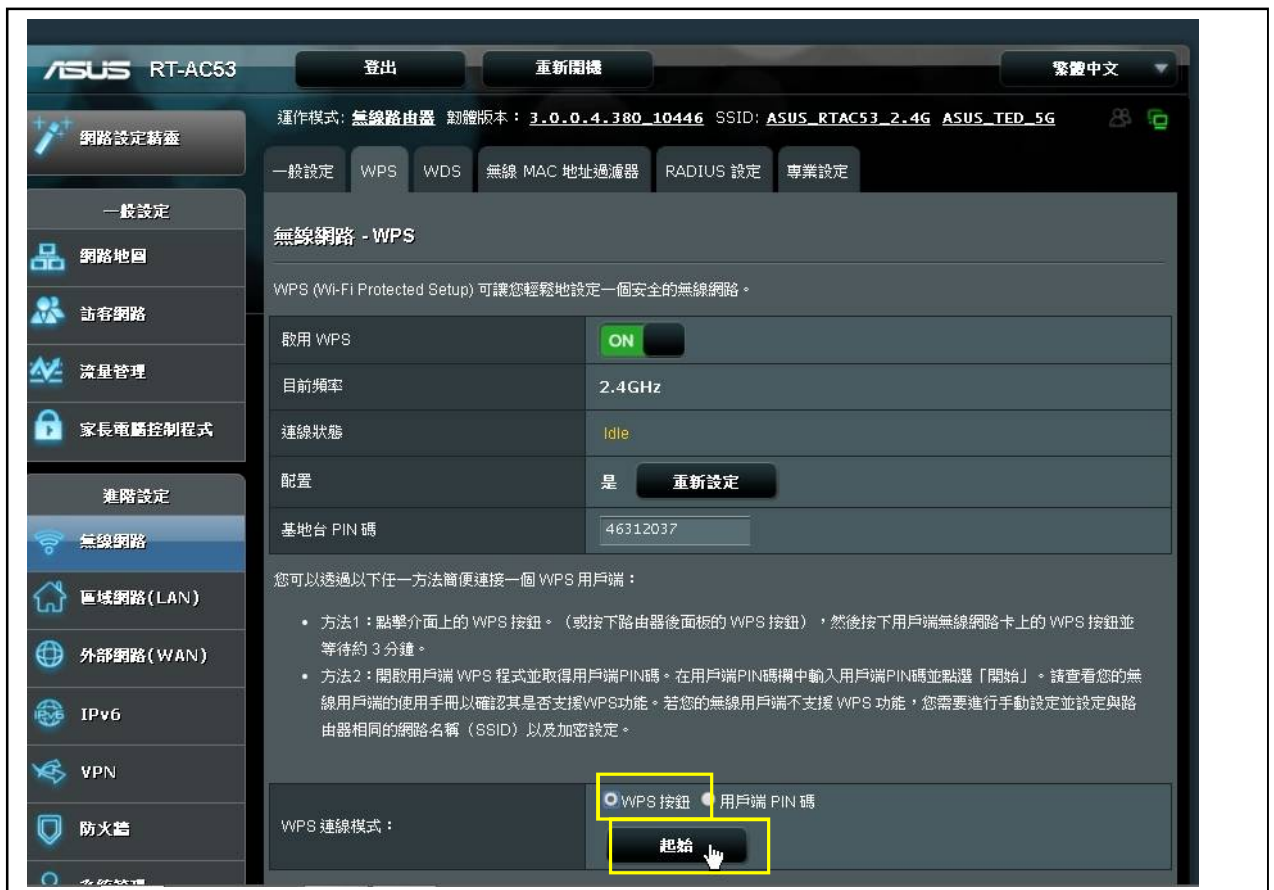 ASUS RT-AC53 登出 重新開機 繁體中文
運作模式: 無線路由器 韌體版本： 3.0.0.4.380_10446 SSID: ASUS_RTAC53_2.4G ASUS_TED_5G
網路設定精靈
一般設定 WPS WDS 無線 MAC 地址過濾器 RADIUS 設定 專業設定
一般設定
網路地圖
訪客網路
流量管理
家長電腦控制程式
進階設定
無線網路
區域網路(LAN)
外部網路(WAN)
IPv6
VPN
防火牆
系統管理
無線網路 - WPS
WPS (Wi-Fi Protected Setup) 可讓您輕鬆地設定一個安全的無線網路。
啟用 WPS ON
目前頻率 2.4GHz
連線狀態 Idle
配置 是 重新設定
基地台 PIN 碼 46312037
您可以透過以下任一方法簡便連接一個 WPS 用戶端：
• 方法1：點擊介面上的 WPS 按鈕。（或按下路由器後面板的 WPS 按鈕），然後按下用戶端無線網路卡上的 WPS 按鈕並
等待約 3 分鐘。
• 方法2：開啟用戶端 WPS 程式並取得用戶端PIN碼。在用戶端PIN碼欄中輸入用戶端PIN碼並點選「開始」。請查看您的無
線用戶端的使用手冊以確認其是否支援WPS功能。若您的無線用戶端不支援 WPS 功能，您需要進行手動設定並設定與路
由器相同的網路名稱（SSID）以及加密設定。
WPS 連線模式： WPS 按鈕 用戶端 PIN 碼
起始